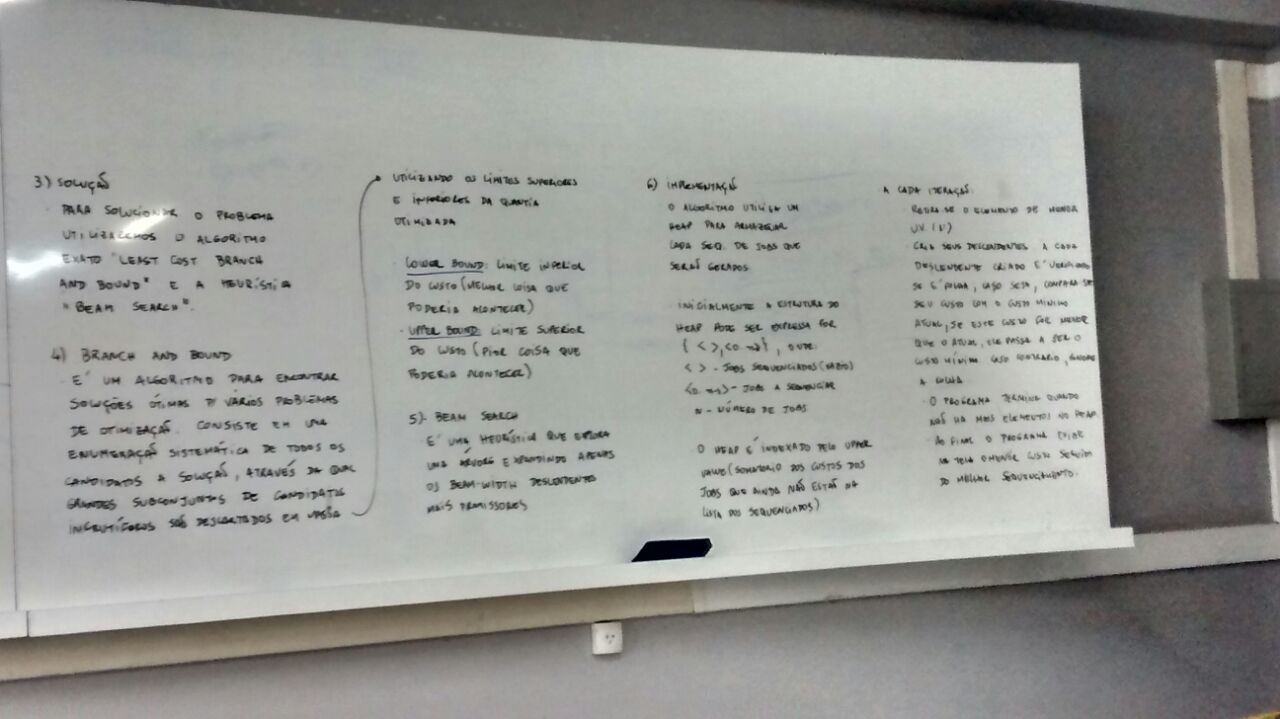 3) SOLUÇÃO
· PARA SOLUCIONAR O PROBLEMA
UTILIZAREMOS O ALGORITMO
EXATO "LEAST COST BRANCH
AND BOUND" E A HEURÍSTICA
"BEAM SEARCH".
4) BRANCH AND BOUND
· E' UM ALGORITMO PARA ENCONTRAR
SOLUÇÕES ÓTIMAS P/ VÁRIOS PROBLEMAS
DE OTIMIZAÇÃO. CONSISTE EM UMA
ENUMERAÇÃO SISTEMÁTICA DE TODOS OS
CANDIDATOS A SOLUÇÃO, ATRAVÉS DA QUAL
GRANDES SUBCONJUNTOS DE CANDIDATOS
INFRUTÍFEROS SÃO DESCARTADOS EM
UTILIZANDO OS LIMITES SUPERIORES
E INFERIORES DA QUANTIA
OTIMIZADA
· LOWER BOUND: LIMITE INFERIOR
DO CUSTO (MELHOR COISA QUE
PODERIA ACONTECER)
· UPPER BOUND: LIMITE SUPERIOR
DO CUSTO (PIOR COISA QUE
PODERIA ACONTECER)
5) BEAM SEARCH
E' UMA HEURÍSTICA QUE EXPLORA
UMA ÁRVORE EXPANDINDO APENAS
OS BEAM-WIDTH DESCENDENTES
MAIS PROMISSORES
6) IMPLEMENTAÇÃO
O ALGORITMO UTILIZA UM
HEAP PARA ARMAZENAR
CADA SEQ. DE JOBS QUE
SERÃO GERADOS
INICIALMENTE A ESTRUTURA DO
HEAP PODE SER EXPRESSA POR
{ < >, <0..n-1> }, ONDE:
< > - JOBS SEQUENCIADOS (VAZIO)
<0..n-1> - JOBS A SEQUENCIAR
N - NÚMERO DE JOBS
O HEAP E' INDEXADO PELO UPPER
VALUE (SOMATORIO DOS CUSTOS DOS
JOBS QUE AINDA NÃO ESTÃO NA
LISTA DOS SEQUENCIADOS)
A CADA ITERAÇÃO:
· RETIRA-SE O ELEMENTO DE MENOR
U.V.
CRIA SEUS DESCENDENTES. A CADA
DESCENDENTE CRIADO E' VERIFICADO
SE E' FOLHA, CASO SEJA, COMPARA-SE
SEU CUSTO COM O CUSTO MÍNIMO
ATUAL, SE ESTE CUSTO FOR MENOR
QUE O ATUAL, ELE PASSA A SER O
CUSTO MÍNIMO. CASO CONTRARIO, IGNORE
A FOLHA.
· O PROGRAMA TERMINA QUANDO
NÃO HA MAIS ELEMENTOS NO HEAP.
AO FINAL O PROGRAMA EXIBE
NA TELA O MENOR CUSTO SEGUIDO
DO MELHOR SEQUENCIAMENTO.